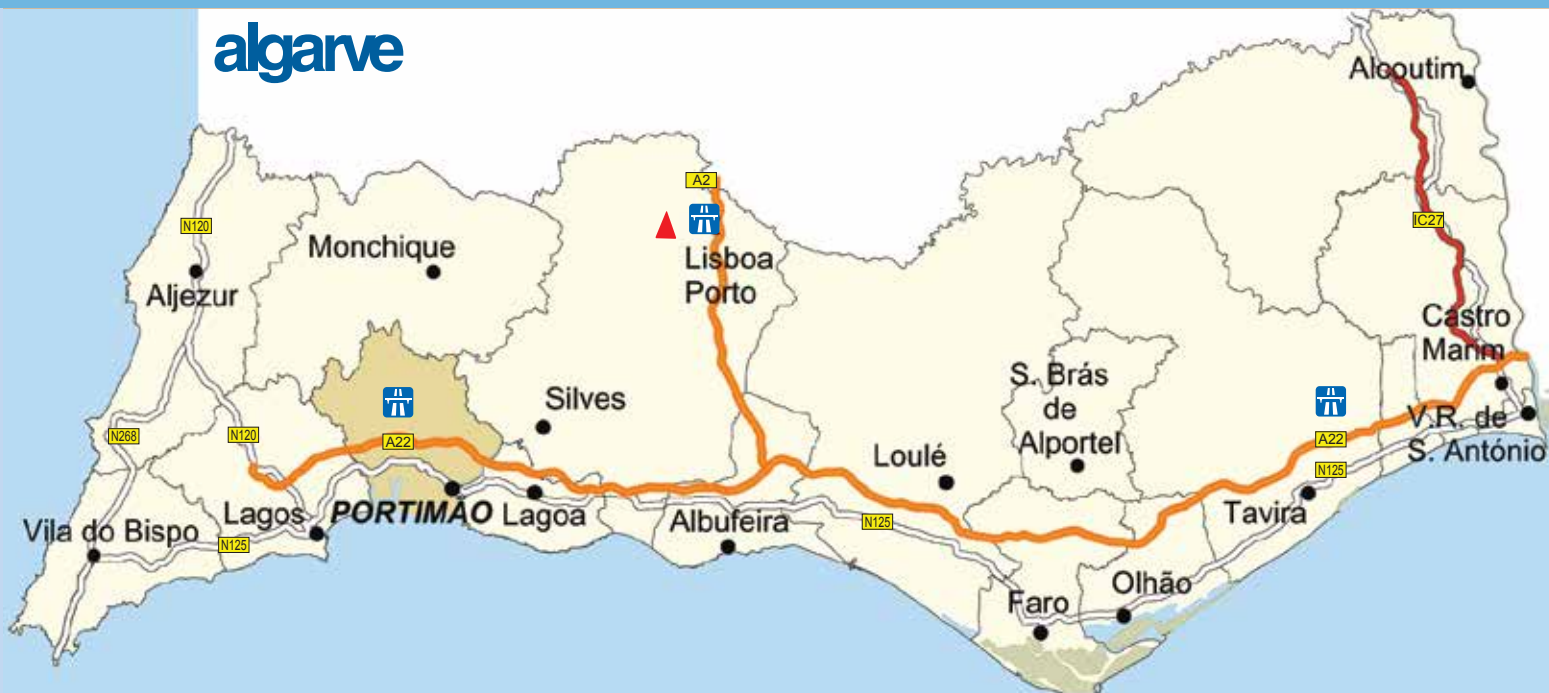 algarve
Alcoutim
A2
IC27
N120
Monchique
Lisboa
Porto
Aljezur
Castro
Marim
S. Brás
de
Alportel
Silves
N268
N120
A22
Loulé
A22
V.R. de
S. António
N125
Vila do Bispo
Lagos
PORTIMÃO
Lagoa
Albufeira
N125
Tavira
N125
Olhão
Faro